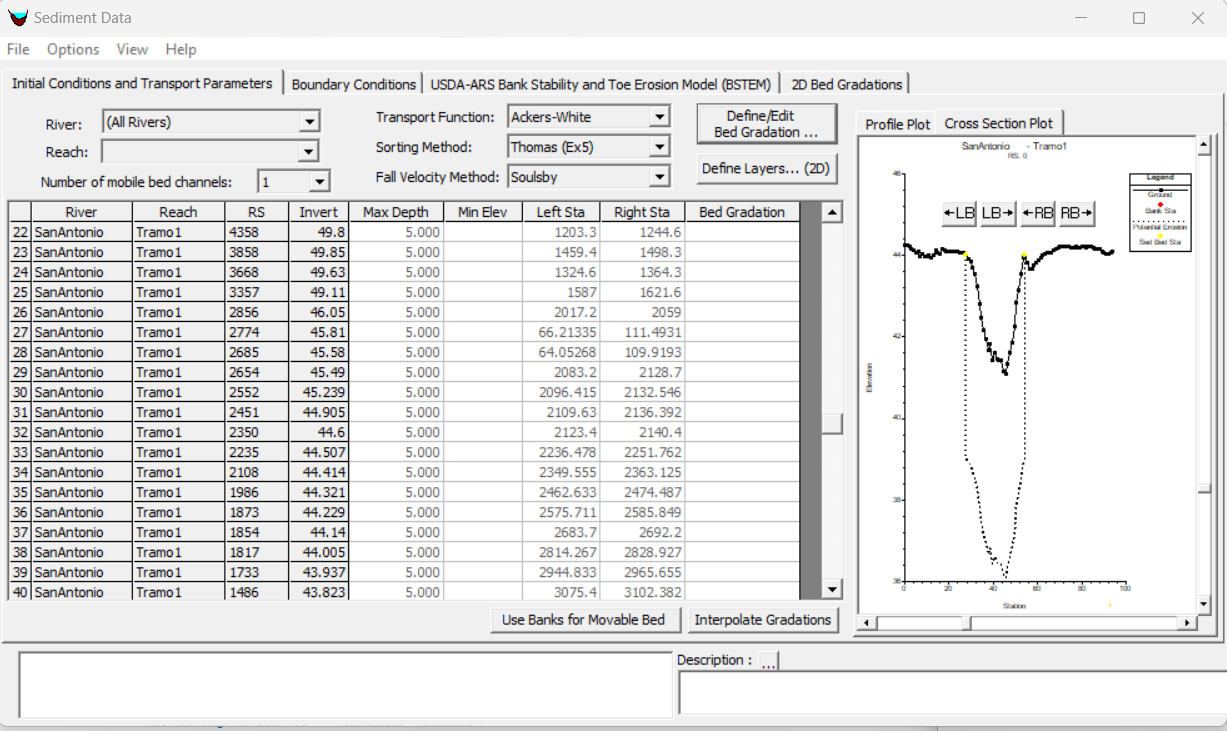 Sediment Data
File Options View Help
Initial Conditions and Transport Parameters Boundary Conditions USDA-ARS Bank Stability and Toe Erosion Model (BSTEM) 2D Bed Gradations
River: (All Rivers)
Reach:
Number of mobile bed channels: 1
Transport Function: Ackers-White
Sorting Method: Thomas (Ex5)
Fall Velocity Method: Soulsby
Define/Edit
Bed Gradation ...
Define Layers... (2D)
River Reach RS Invert Max Depth Min Elev Left Sta Right Sta Bed Gradation
22 SanAntonio Tramo1 4358 49.8 5.000 1203.3 1244.6
23 SanAntonio Tramo1 3858 49.85 5.000 1459.4 1498.3
24 SanAntonio Tramo1 3668 49.63 5.000 1324.6 1364.3
25 SanAntonio Tramo1 3357 49.11 5.000 1587 1621.6
26 SanAntonio Tramo1 2856 46.05 5.000 2017.2 2059
27 SanAntonio Tramo1 2774 45.81 5.000 66.21335 111.4931
28 SanAntonio Tramo1 2685 45.58 5.000 64.05268 109.9193
29 SanAntonio Tramo1 2654 45.49 5.000 2083.2 2128.7
30 SanAntonio Tramo1 2552 45.239 5.000 2096.415 2132.546
31 SanAntonio Tramo1 2451 44.905 5.000 2109.63 2136.392
32 SanAntonio Tramo1 2350 44.6 5.000 2123.4 2140.4
33 SanAntonio Tramo1 2235 44.507 5.000 2236.478 2251.762
34 SanAntonio Tramo1 2108 44.414 5.000 2349.555 2363.125
35 SanAntonio Tramo1 1986 44.321 5.000 2462.633 2474.487
36 SanAntonio Tramo1 1873 44.229 5.000 2575.711 2585.849
37 SanAntonio Tramo1 1854 44.14 5.000 2683.7 2692.2
38 SanAntonio Tramo1 1817 44.005 5.000 2814.267 2828.927
39 SanAntonio Tramo1 1733 43.937 5.000 2944.833 2965.655
40 SanAntonio Tramo1 1486 43.823 5.000 3075.4 3102.382
Use Banks for Movable Bed Interpolate Gradations
Profile Plot Cross Section Plot
SanAntonio - Tramo1
RS: 0
LB LB RB RB
Legend
Ground
Bank Sta
Potential Erosion
Sed Bed Sta
46
44
42
40
38
36
Elevation
0 20 40 60 80 100
Station
Description : ...